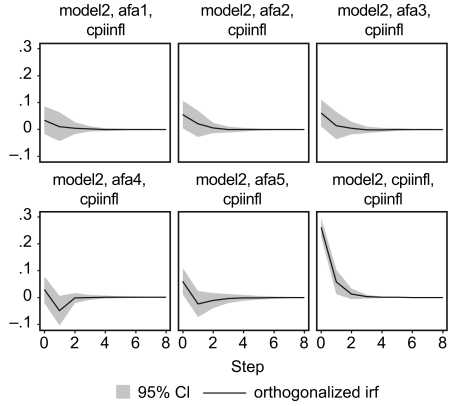 model2, afa1, cpiinfl
model2, afa2, cpiinfl
model2, afa3, cpiinfl
.3
.2
.1
0
–.1
model2, afa4, cpiinfl
model2, afa5, cpiinfl
model2, cpiinfl, cpiinfl
.3
.2
.1
0
–.1
0 2 4 6 8 0 2 4 6 8 0 2 4 6 8
Step
95% CI orthogonalized irf